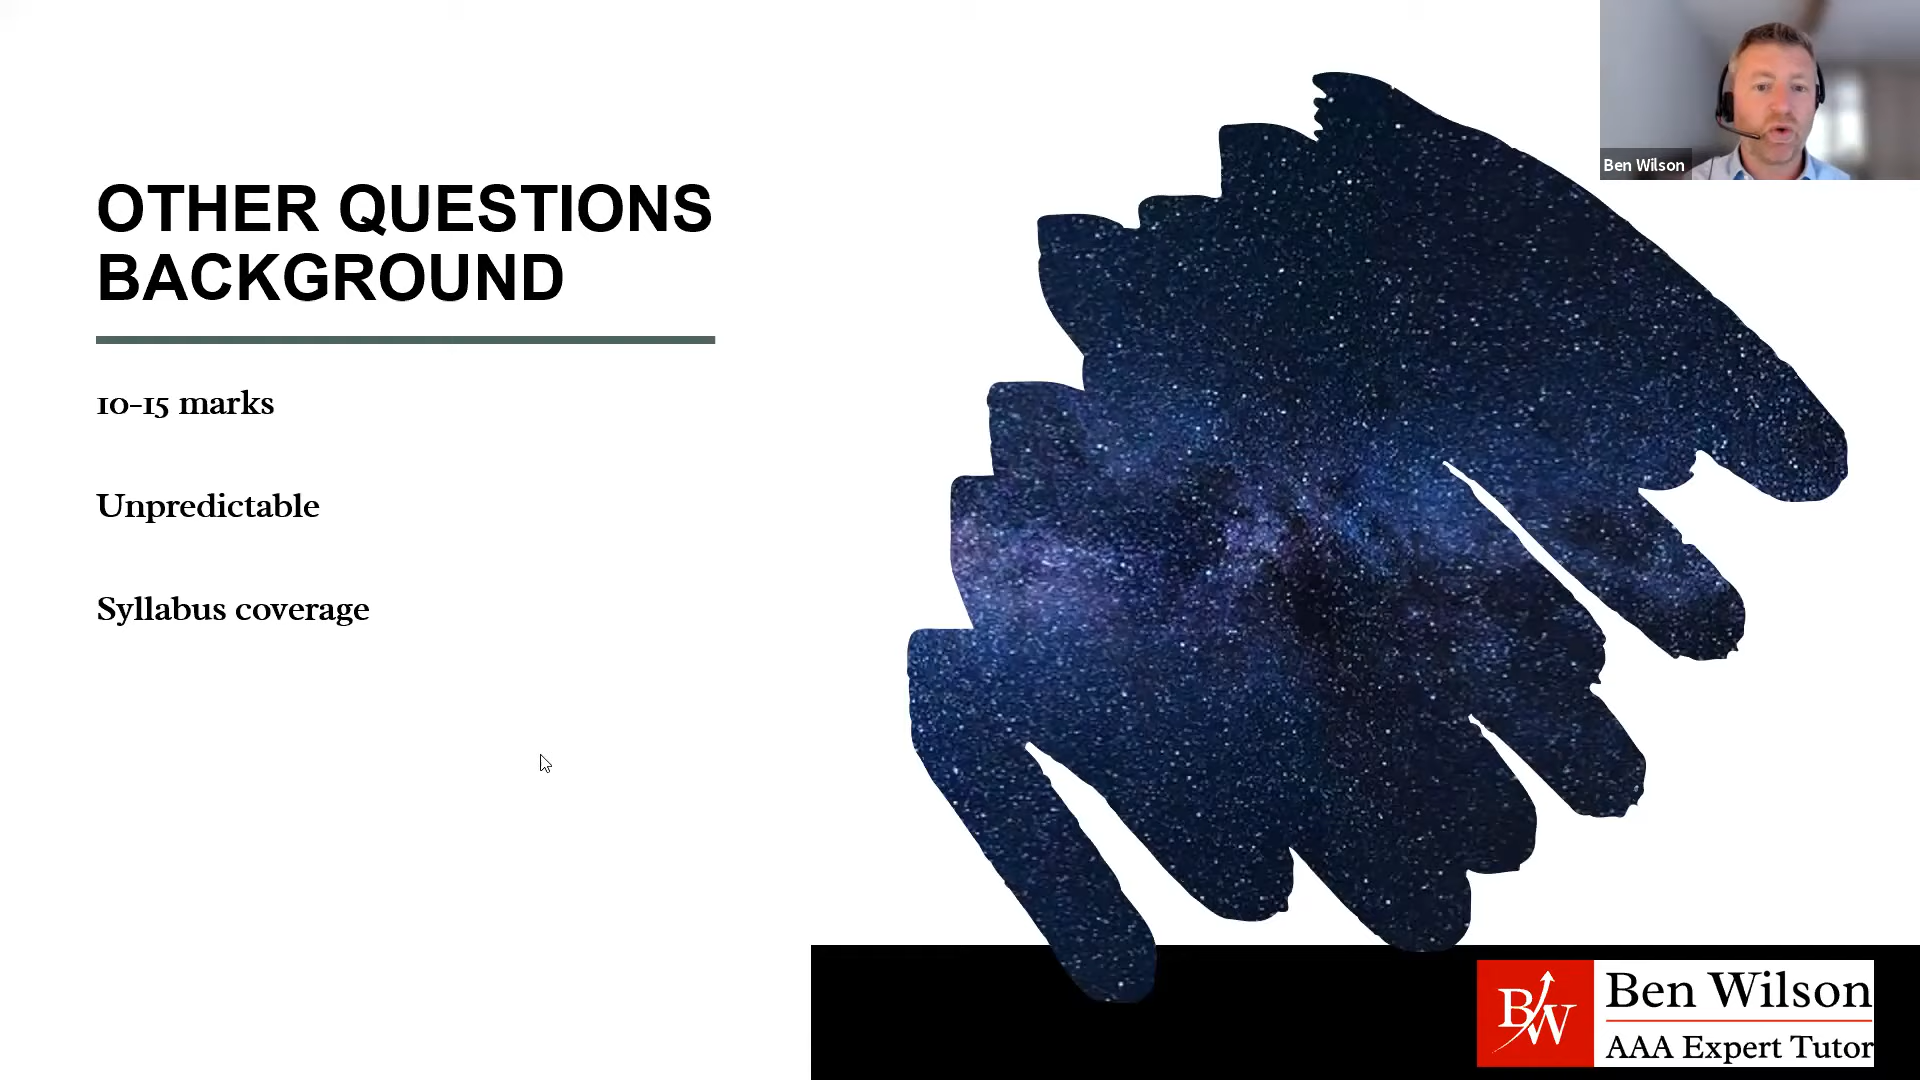 OTHER QUESTIONS
BACKGROUND
10-15 marks
Unpredictable
Syllabus coverage
Ben Wilson
BW
Ben Wilson
AAA Expert Tutor